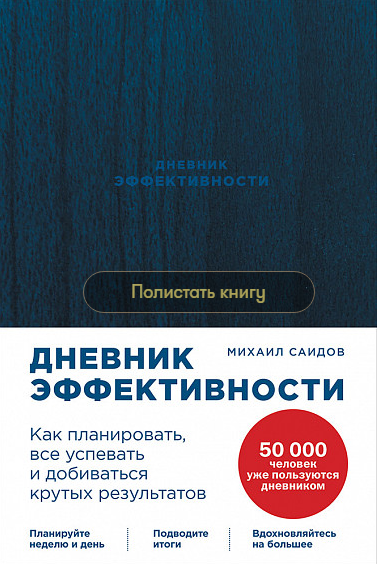 ДНЕВНИК
ЭФФЕКТИВНОСТИ
Полистать книгу
ДНЕВНИК
МИХАИЛ САИДОВ
ЭФФЕКТИВНОСТИ
Как планировать,
все успевать
и добиваться
крутых результатов
50 000
человек
уже пользуются
дневником
Планируйте
неделю и день
Подводите
итоги
Вдохновляйтесь
на большее